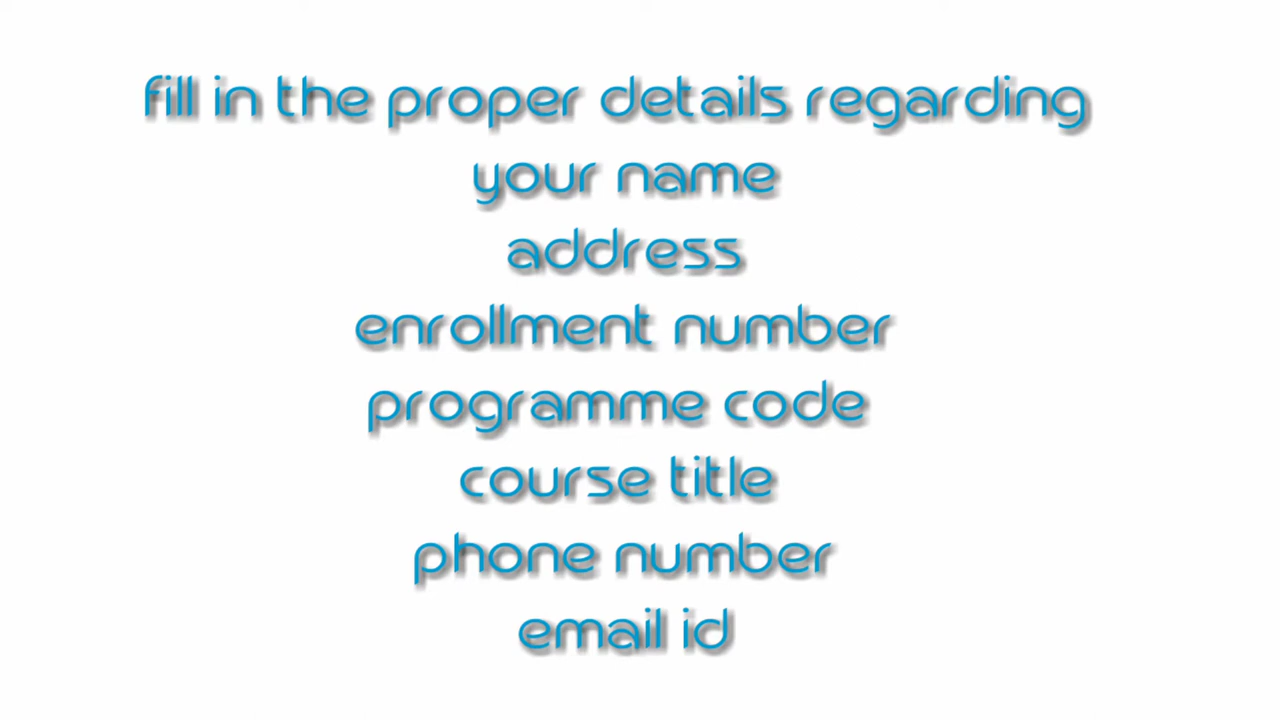 fill in the proper details regarding
your name
address
enrollment number
programme code
course title
phone number
email id